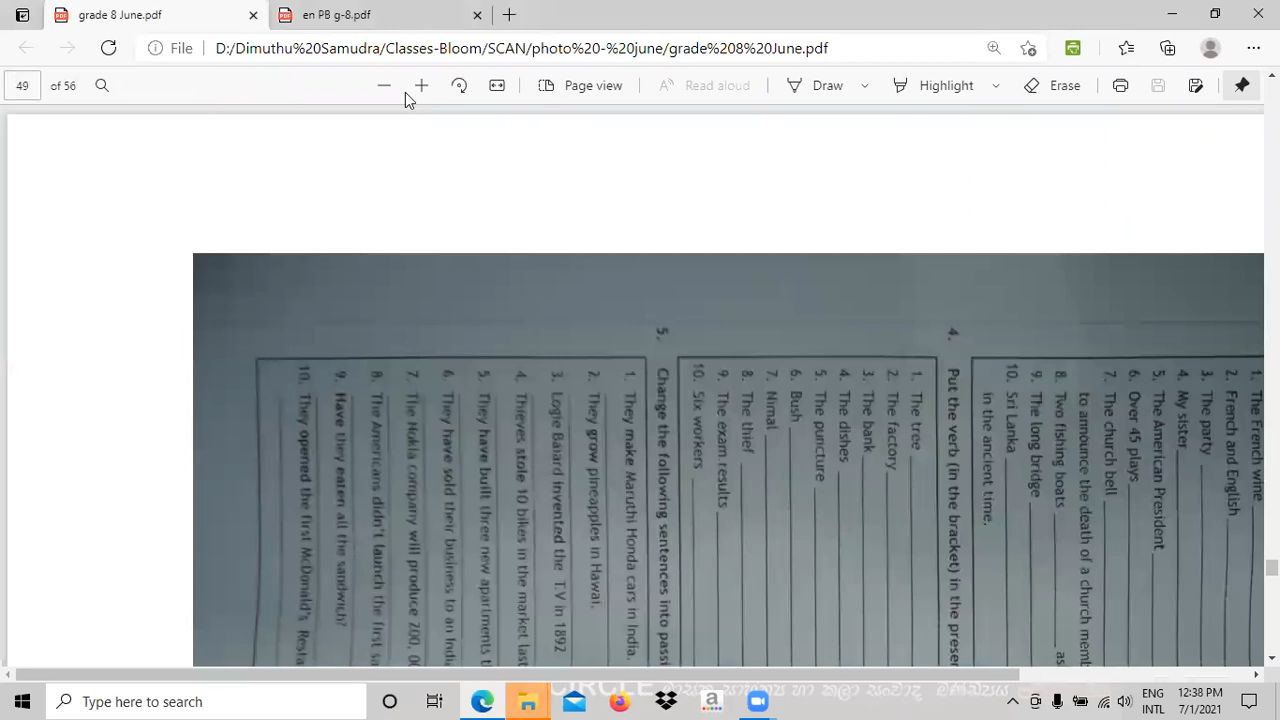 grade 8 June.pdf
en PB g-8.pdf
File
D:/Dimuthu%20Samudra/Classes-Bloom/SCAN/photo%20-%20june/grade%208%20June.pdf
49
of 56
Page view
Read aloud
Draw
Highlight
Erase
1. The French wine
2. French and English
3. The party
4. My sister
5. The American President
6. Over 45 plays
7. The church bell
to announce the death of a church memb
8. Two fishing boats as
9. The long bridge
10. Sri Lanka
in the ancient time.
4. Put the verb (in the bracket) in the presen
1. The tree
2. The factory
3. The bank
4. The dishes
5. The puncture
6. Bush
7. Nimal
8. The thief
9. The exam results
10. Six workers
5. Change the following sentences into passi
1. They make Maruthi Honda cars in India.
2. They grow pineapples in Hawai.
3. Logie Baiard invented the T.V in 1892
4. Thieves stole 10 bikes in the market last
5. They have built three new apartments t
6. They have sold their business to an India
7. The Nokia company will produce 200, 00
8. The Americans didn't launch the first sa
9. Have they eaten all the sandwich?
10. They opened the first McDonald's Resta
CIRCLE
Type here to search
ENG
INTL
12:38 PM
7/1/2021